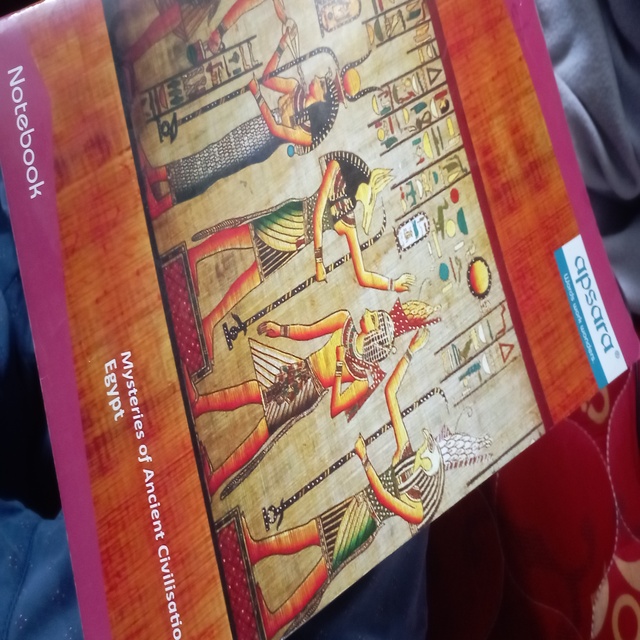 apsara®
Words work wonders.
Mysteries of Ancient Civilisatio
Egypt
Notebook